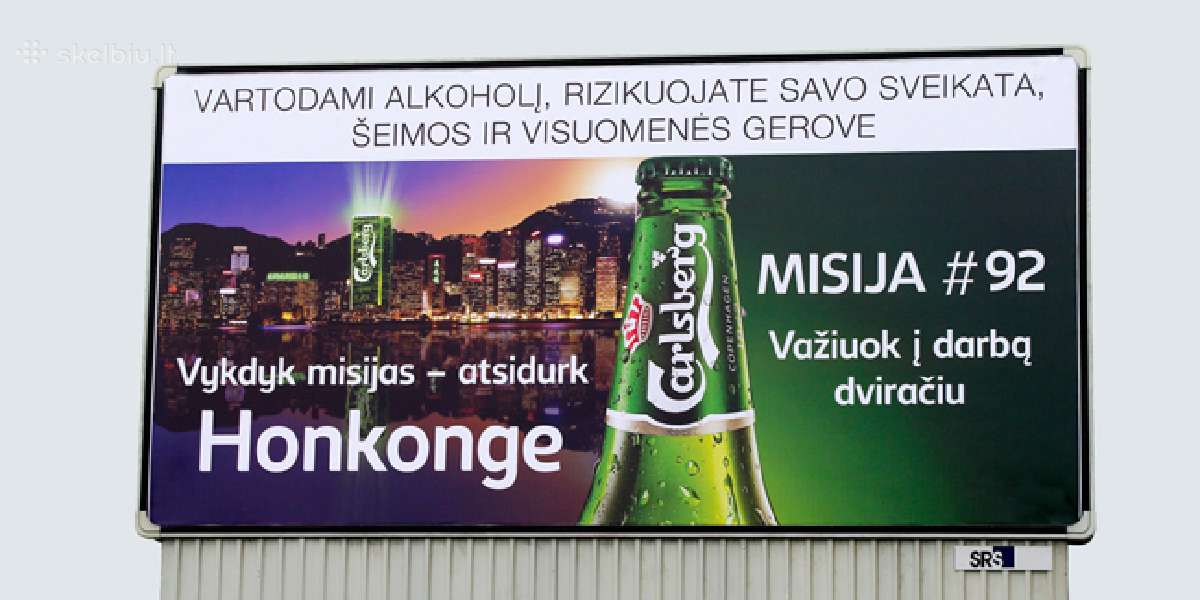 skelbiu.lt
VARTODAMI ALKOHOLĮ, RIZIKUOJATE SAVO SVEIKATA,
ŠEIMOS IR VISUOMENĖS GEROVE
Carlsberg
Vykdyk misijas – atsidurk
Honkonge
Carlsberg
COPENHAGEN
MISIJA #92
Važiuok į darbą
dviračiu
SRS